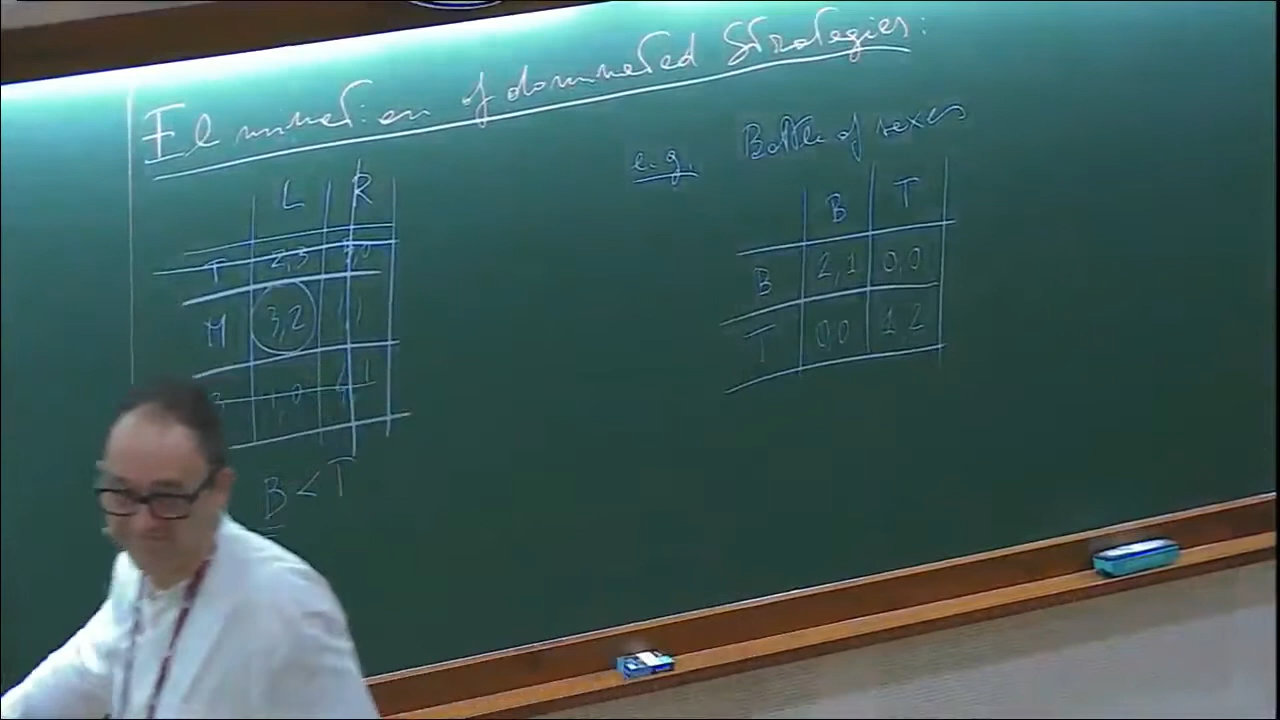 Elimination of dominated strategies:
L R
T 2,3
M 3,2 1,1
1,0 1
B < T
e.g. Battle of sexes
B T
B 2,1 0,0
T 0,0 1,2